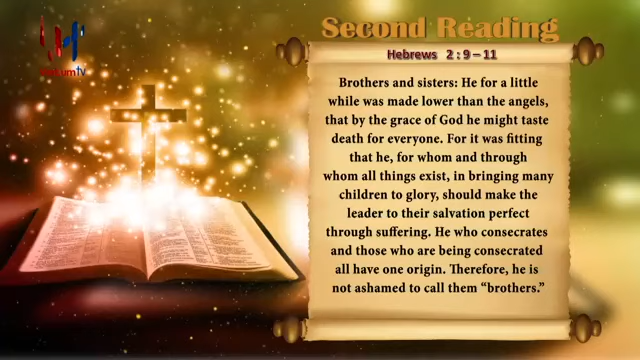 Second Reading
Hebrews 2 : 9 – 11
Brothers and sisters: He for a little
while was made lower than the angels,
that by the grace of God he might taste
death for everyone. For it was fitting
that he, for whom and through
whom all things exist, in bringing many
children to glory, should make the
leader to their salvation perfect
through suffering. He who consecrates
and those who are being consecrated
all have one origin. Therefore, he is
not ashamed to call them “brothers.”